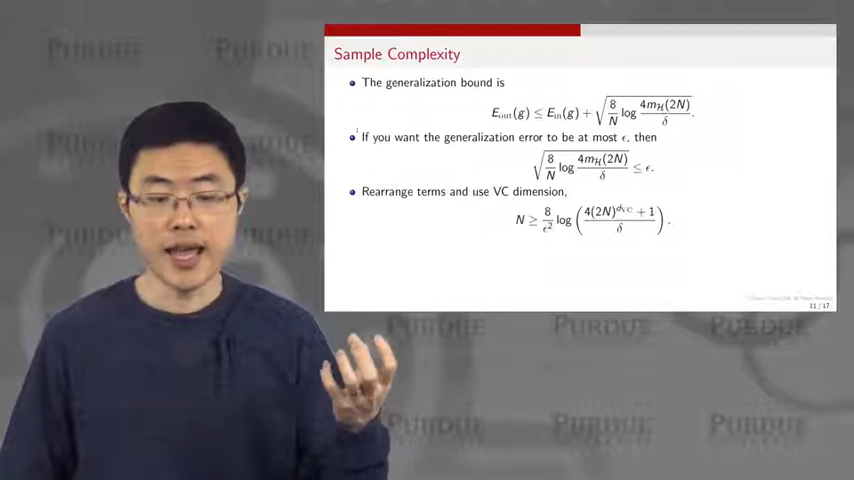 PURDUE
PURDUE
Sample Complexity
The generalization bound is
E_out(g) ≤ E_in(g) + √(8/N log 4m_H(2N)/δ).
If you want the generalization error to be at most ϵ, then
√(8/N log 4m_H(2N)/δ) ≤ ϵ.
Rearrange terms and use VC dimension,
N ≥ 8/ϵ² log (4(2N)^d_VC + 1 / δ).
11 / 17
PURDUE
PURDUE
PURDUE
PURDUE
PURDUE
PURDUE